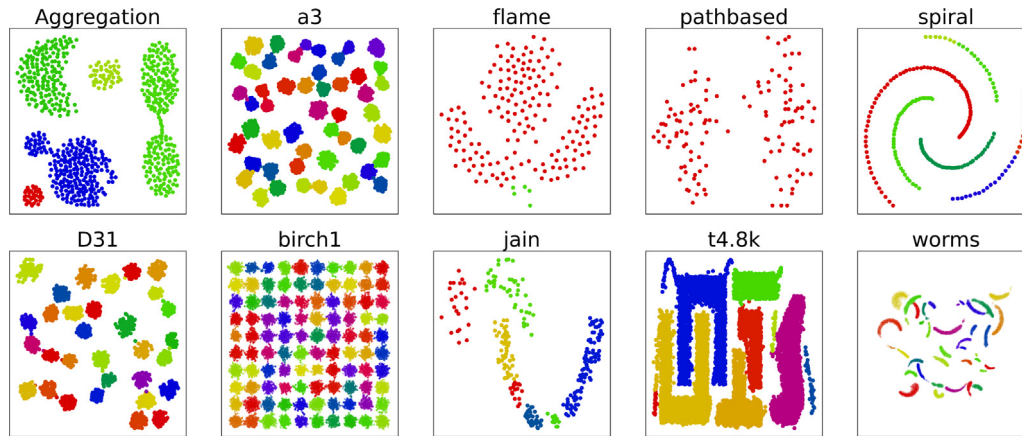 Aggregation
a3
flame
pathbased
spiral
D31
birch1
jain
t4.8k
worms